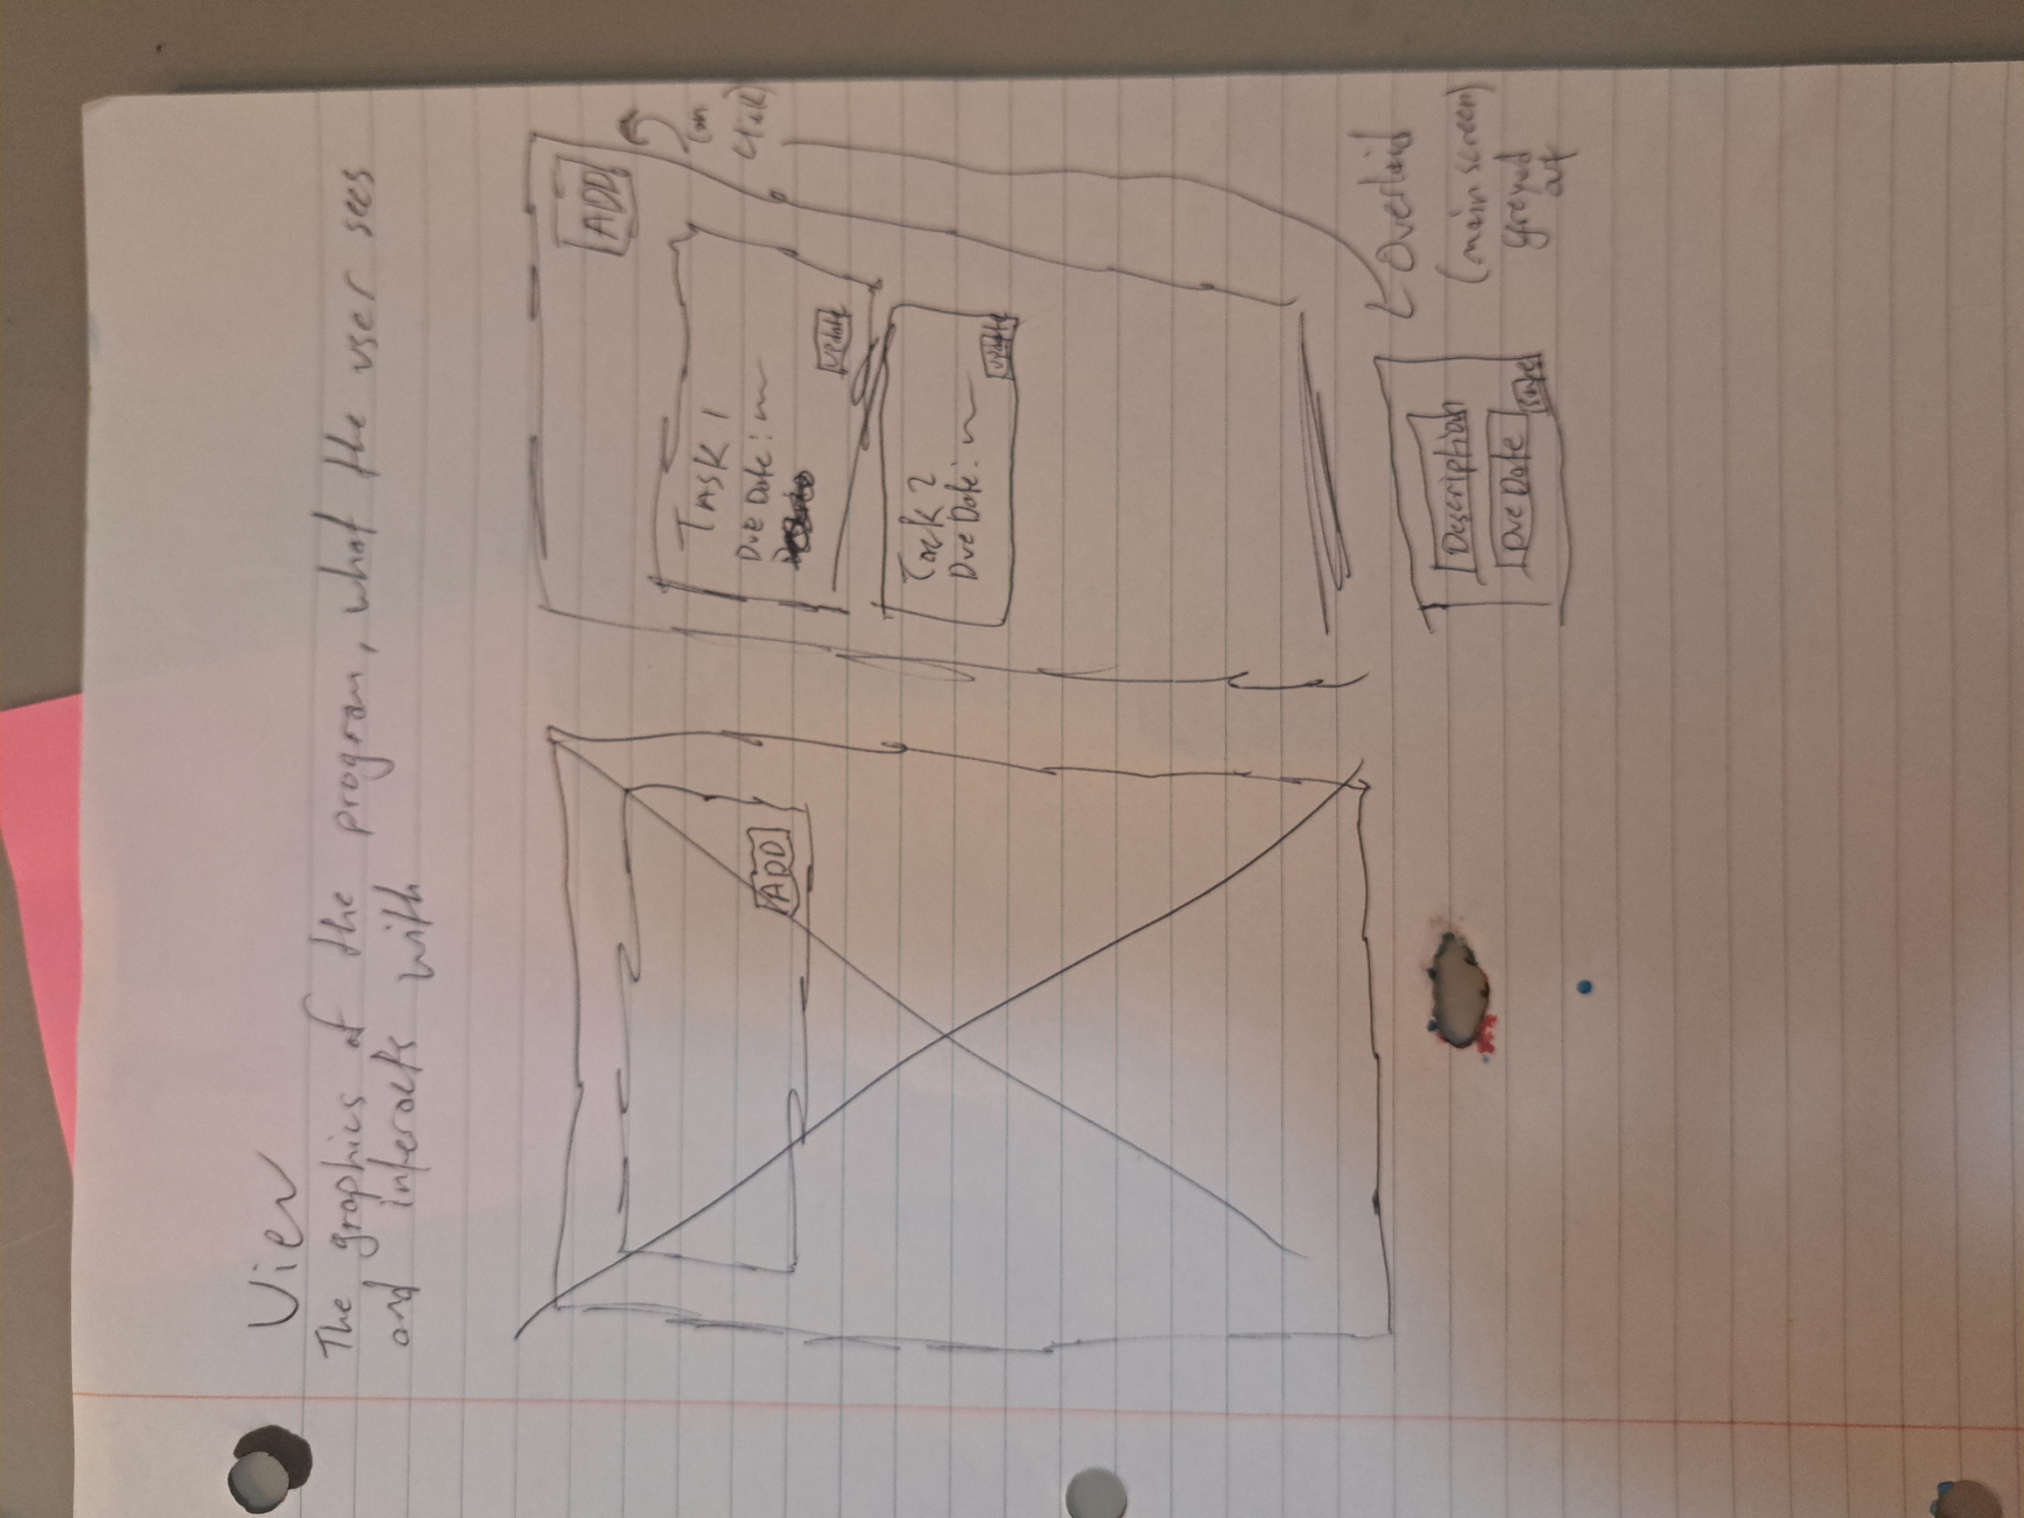 View
The graphics of the program, what the user sees
and interacts with
ADD
ADD
(on
click)
TASK 1
Due Date:
update
Task 2
Due Date:
update
Overlaid
(main screen)
greyed
out
Description
Due Date
save